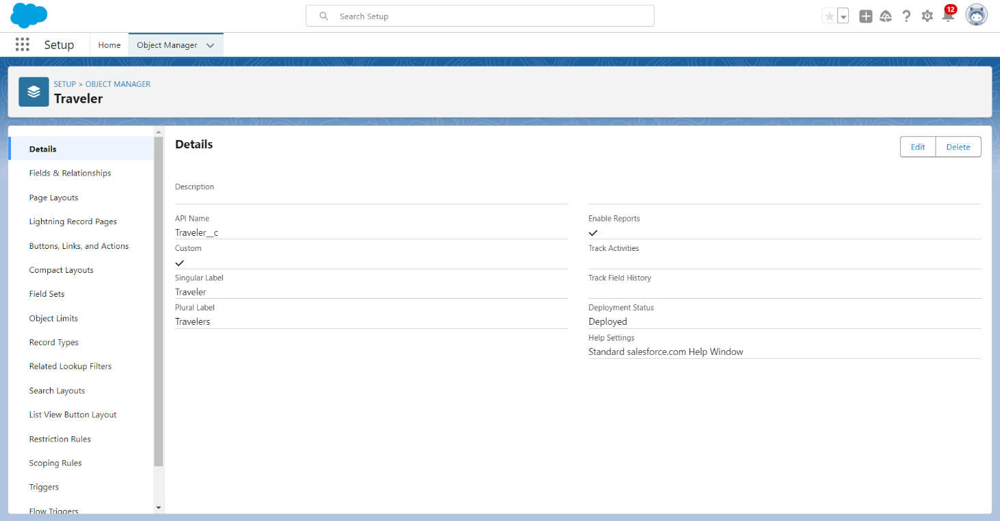 Search Setup
12
Setup
Home
Object Manager
SETUP > OBJECT MANAGER
Traveler
Details
Fields & Relationships
Page Layouts
Lightning Record Pages
Buttons, Links, and Actions
Compact Layouts
Field Sets
Object Limits
Record Types
Related Lookup Filters
Search Layouts
List View Button Layout
Restriction Rules
Scoping Rules
Triggers
Flow Triggers
Details
Edit
Delete
Description
API Name
Traveler__c
Custom
Singular Label
Traveler
Plural Label
Travelers
Enable Reports
Track Activities
Track Field History
Deployment Status
Deployed
Help Settings
Standard salesforce.com Help Window